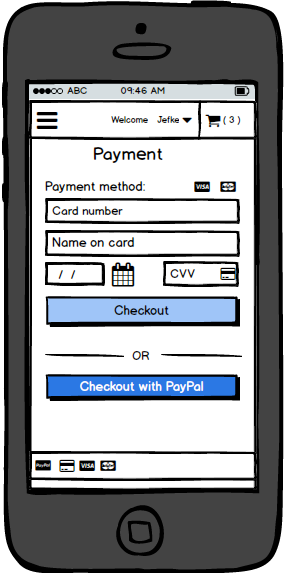 ABC 09:46 AM
Welcome Jefke ( 3 )
Payment
Payment method: VISA
Card number
Name on card
/ / CVV
Checkout
OR
Checkout with PayPal
PayPal VISA